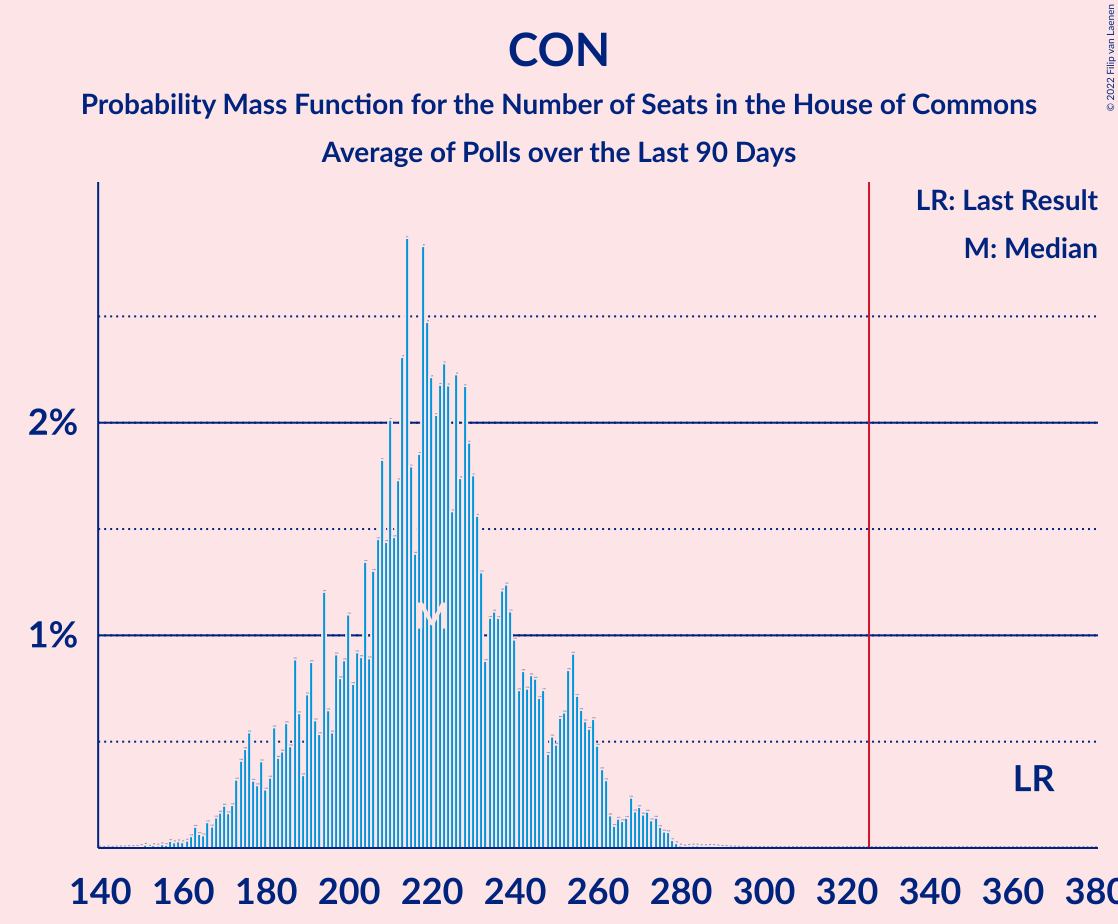 CON
Probability Mass Function for the Number of Seats in the House of Commons
Average of Polls over the Last 90 Days
© 2022 Filip van Laenen
LR: Last Result
M: Median
2%
1%
M
LR
140 160 180 200 220 240 260 280 300 320 340 360 380